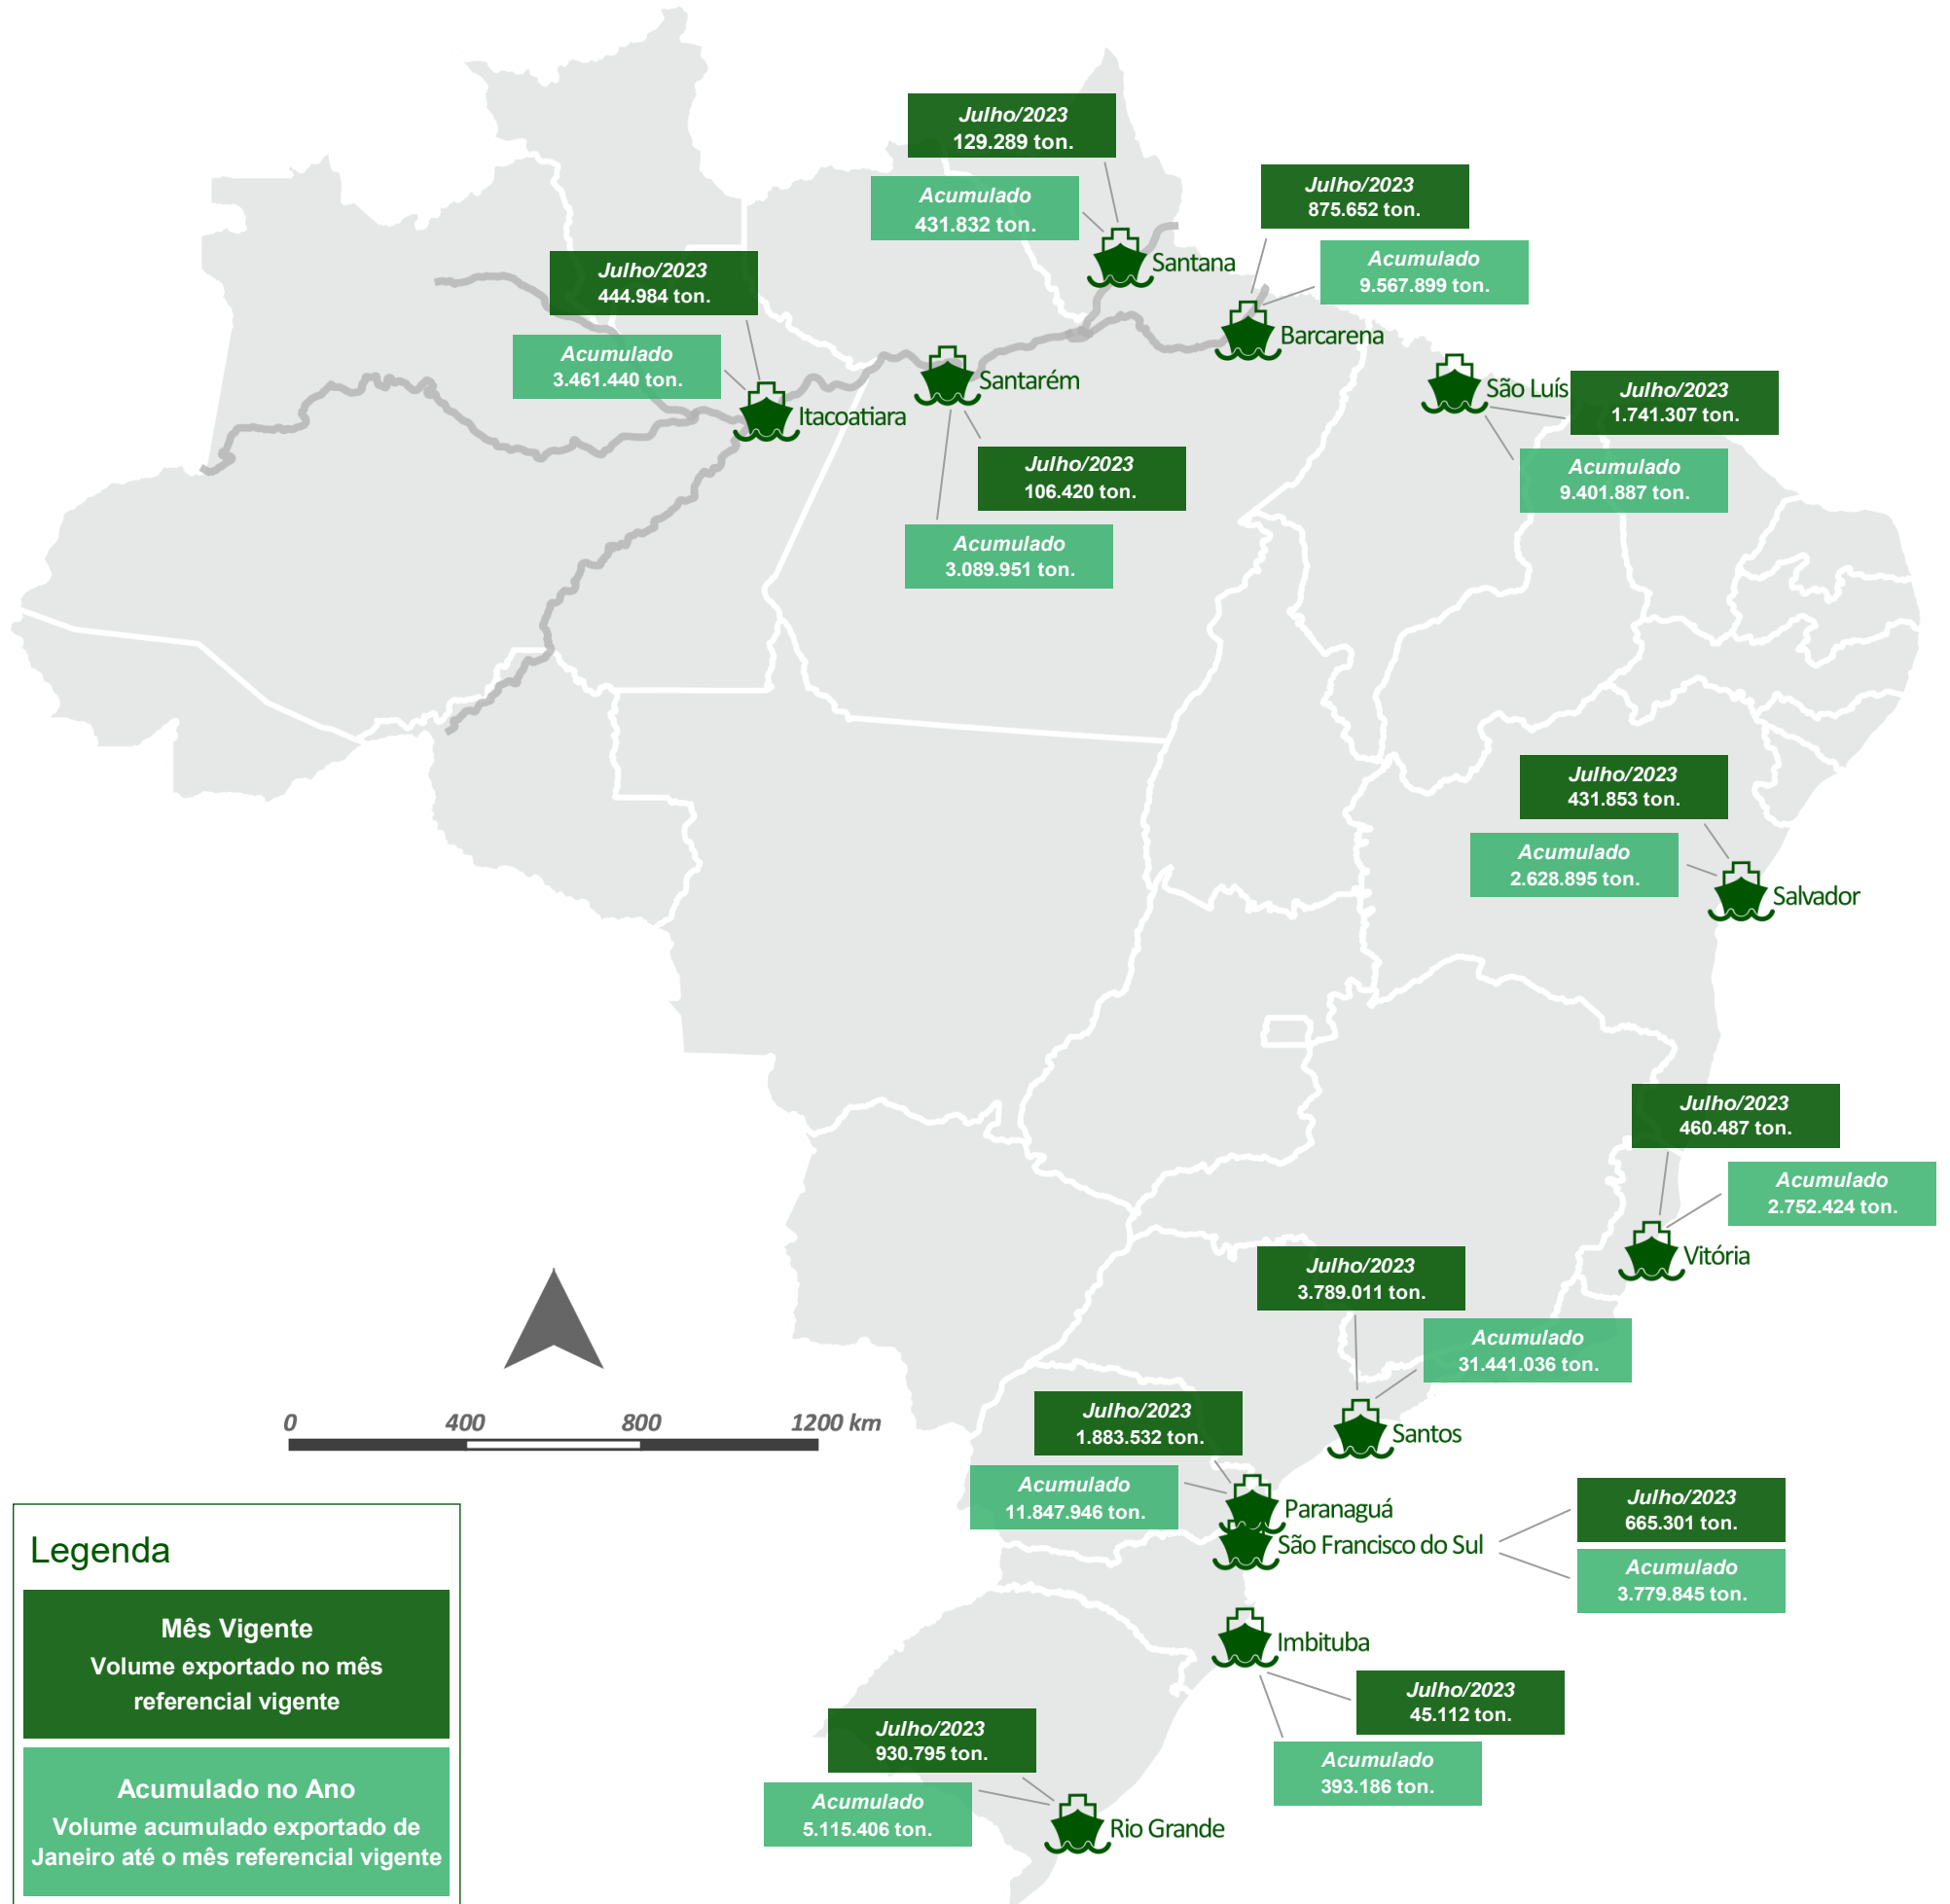 Julho/2023
129.289 ton.
Acumulado
431.832 ton.
Santana
Julho/2023
875.652 ton.
Acumulado
9.567.899 ton.
Barcarena
Julho/2023
444.984 ton.
Acumulado
3.461.440 ton.
Itacoatiara
Santarém
Julho/2023
106.420 ton.
Acumulado
3.089.951 ton.
São Luís
Julho/2023
1.741.307 ton.
Acumulado
9.401.887 ton.
Julho/2023
431.853 ton.
Acumulado
2.628.895 ton.
Salvador
Julho/2023
460.487 ton.
Acumulado
2.752.424 ton.
Vitória
Julho/2023
3.789.011 ton.
Acumulado
31.441.036 ton.
Santos
Julho/2023
1.883.532 ton.
Acumulado
11.847.946 ton.
Paranaguá
São Francisco do Sul
Julho/2023
665.301 ton.
Acumulado
3.779.845 ton.
Imbituba
Julho/2023
45.112 ton.
Acumulado
393.186 ton.
Julho/2023
930.795 ton.
Acumulado
5.115.406 ton.
Rio Grande
0 400 800 1200 km
Legenda
Mês Vigente
Volume exportado no mês
referencial vigente
Acumulado no Ano
Volume acumulado exportado de
Janeiro até o mês referencial vigente